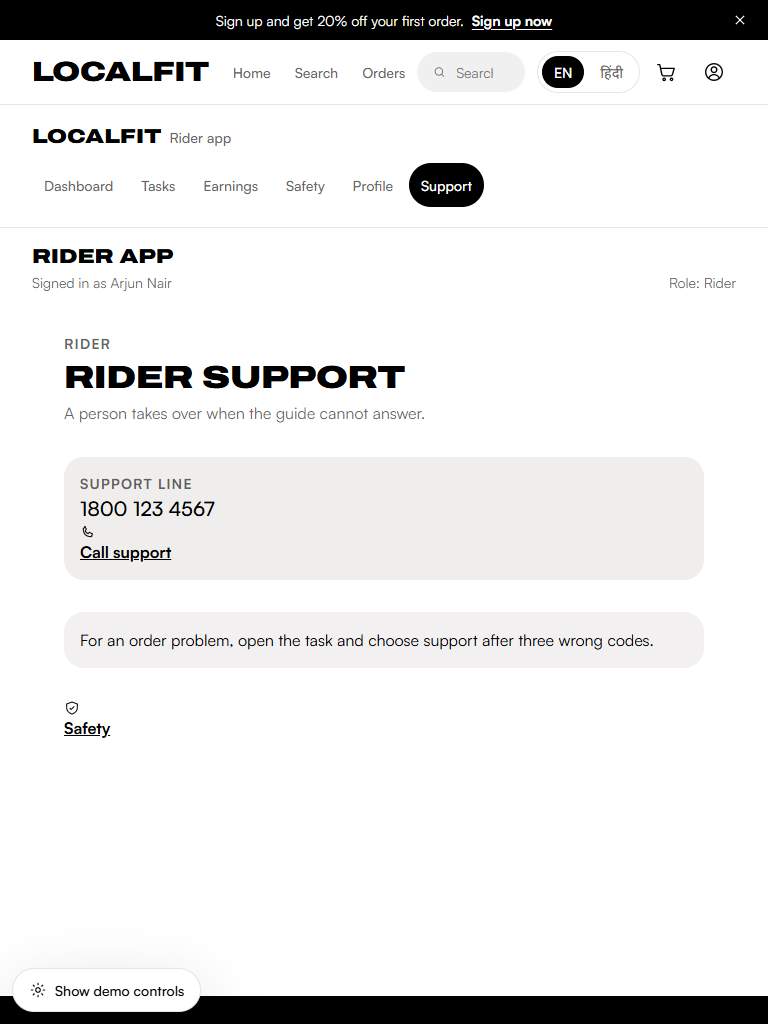 Sign up and get 20% off your first order. Sign up now
LOCALFIT Home Search Orders Search EN हिंदी
LOCALFIT Rider app
Dashboard Tasks Earnings Safety Profile Support
RIDER APP
Signed in as Arjun Nair Role: Rider
RIDER
RIDER SUPPORT
A person takes over when the guide cannot answer.
SUPPORT LINE
1800 123 4567
Call support
For an order problem, open the task and choose support after three wrong codes.
Safety
Show demo controls